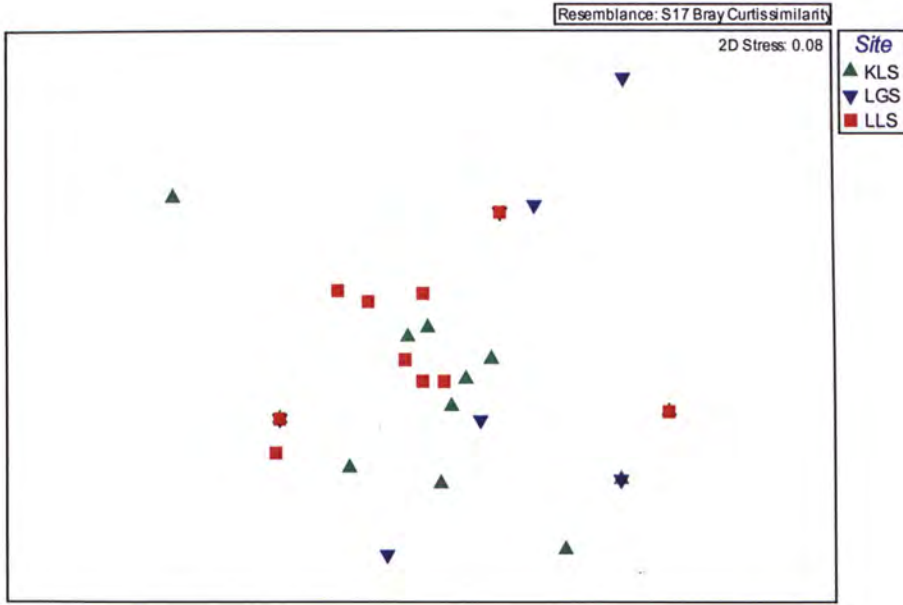 Resemblance: S17 Bray Curtis similarity
2D Stress: 0.08
Site
KLS
LGS
LLS